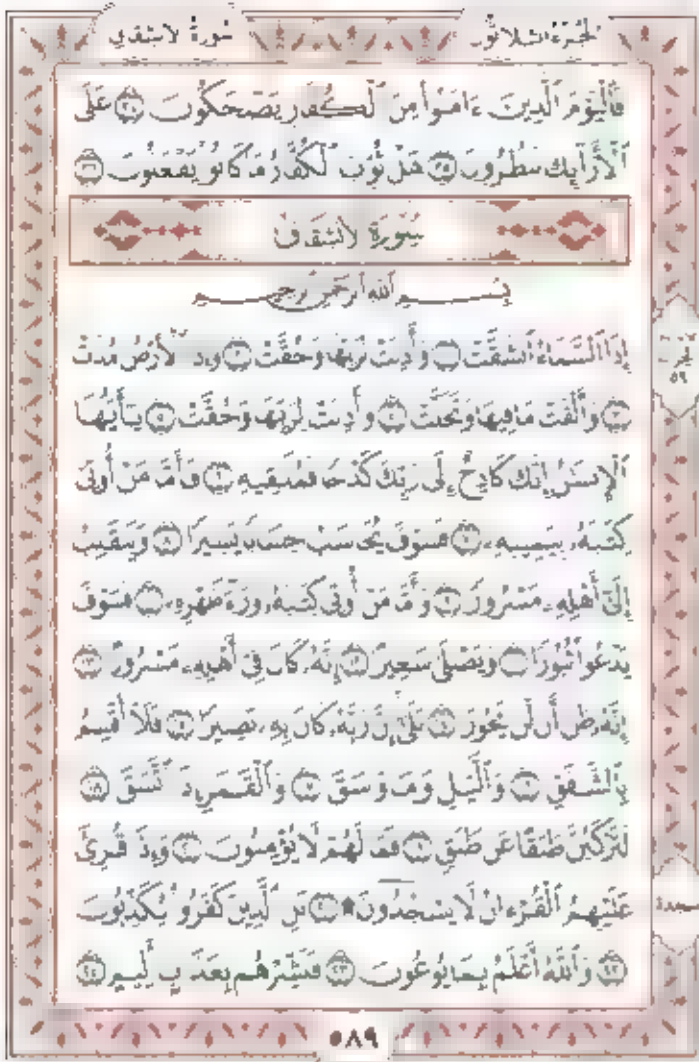 سورة الانشقاق
الجزء الثلاثون
فَٱلْيَوْمَ ٱلَّذِينَ ءَامَنُوا۟ مِنَ ٱلْكُفَّارِ يَضْحَكُونَ ٣٤ عَلَى
ٱلْأَرَآئِكِ يَنظُرُونَ ٣٥ هَلْ ثُوِّبَ ٱلْكُفَّارُ مَا كَانُوا۟ يَفْعَلُونَ ٣٦
سُورَةُ الانشِقَاقِ
بِسْمِ ٱللَّهِ ٱلرَّحْمَٰنِ ٱلرَّحِيمِ
إِذَا ٱلسَّمَآءُ ٱنشَقَّتْ ١ وَأَذِنَتْ لِرَبِّهَا وَحُقَّتْ ٢ وَإِذَا ٱلْأَرْضُ مُدَّتْ
٣ وَأَلْقَتْ مَا فِيهَا وَتَخَلَّتْ ٤ وَأَذِنَتْ لِرَبِّهَا وَحُقَّتْ ٥ يَٰٓأَيُّهَا
ٱلْإِنسَٰنُ إِنَّكَ كَادِحٌ إِلَىٰ رَبِّكَ كَدْحًا فَمُلَٰقِيهِ ٦ فَأَمَّا مَنْ أُوتِىَ
كِتَٰبَهُۥ بِيَمِينِهِۦ ٧ فَسَوْفَ يُحَاسَبُ حِسَابًا يَسِيرًا ٨ وَيَنقَلِبُ
إِلَىٰٓ أَهْلِهِۦ مَسْرُورًا ٩ وَأَمَّا مَنْ أُوتِىَ كِتَٰبَهُۥ وَرَآءَ ظَهْرِهِۦ ١٠ فَسَوْفَ
يَدْعُوا۟ ثُبُورًا ١١ وَيَصْلَىٰ سَعِيرًا ١٢ إِنَّهُۥ كَانَ فِىٓ أَهْلِهِۦ مَسْرُورًا ١٣
إِنَّهُۥ ظَنَّ أَن لَّن يَحُورَ ١٤ بَلَىٰٓ إِنَّ رَبَّهُۥ كَانَ بِهِۦ بَصِيرًا ١٥ فَلَآ أُقْسِمُ
بِٱلشَّفَقِ ١٦ وَٱلَّيْلِ وَمَا وَسَقَ ١٧ وَٱلْقَمَرِ إِذَا ٱتَّسَقَ ١٨
لَتَرْكَبُنَّ طَبَقًا عَن طَبَقٍ ١٩ فَمَا لَهُمْ لَا يُؤْمِنُونَ ٢٠ وَإِذَا قُرِئَ
عَلَيْهِمُ ٱلْقُرْءَانُ لَا يَسْجُدُونَ ۩ ٢١ بَلِ ٱلَّذِينَ كَفَرُوا۟ يُكَذِّبُونَ
٢٢ وَٱللَّهُ أَعْلَمُ بِمَا يُوعُونَ ٢٣ فَبَشِّرْهُم بِعَذَابٍ أَلِيمٍ ٢٤
الحزب
٥٩
سجدة
٥٨٩